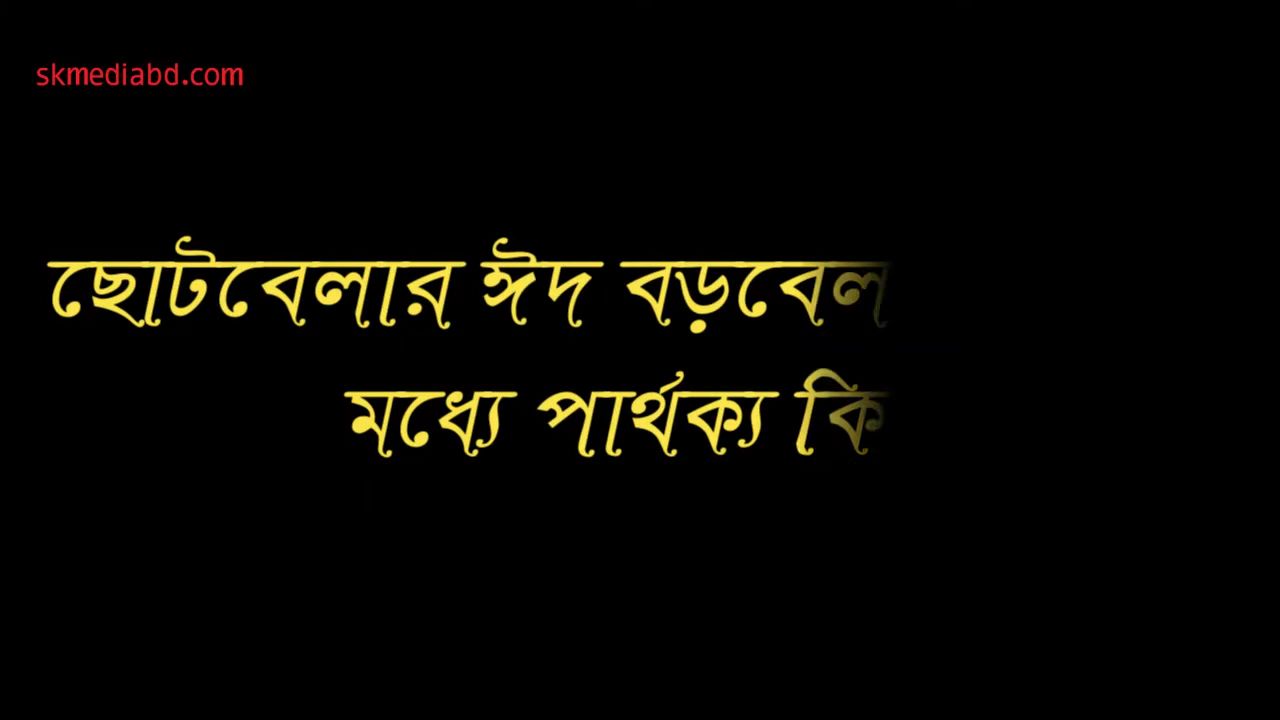 skmediabd.com
ছোটবেলার ঈদ বড়বেল
মধ্যে পার্থক্য কি